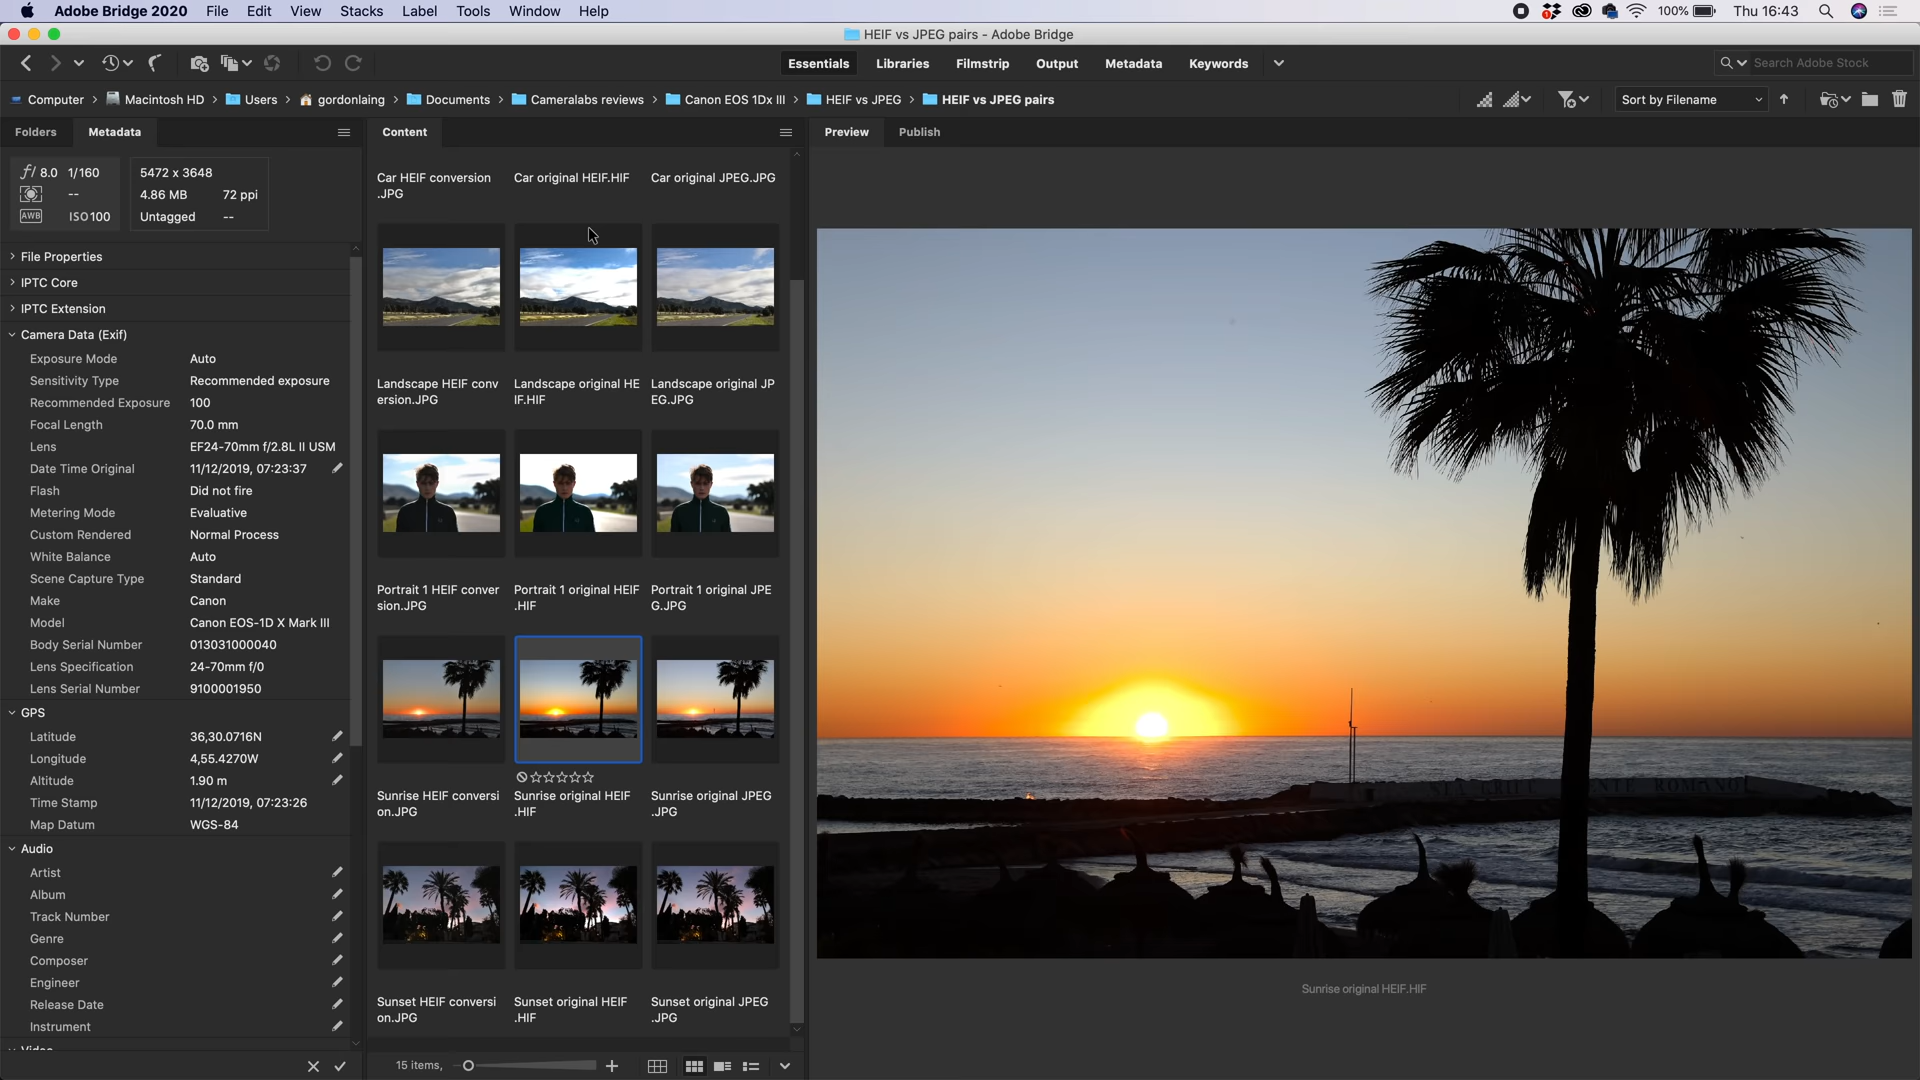 Adobe Bridge 2020 File Edit View Stacks Label Tools Window Help
100% Thu 16:43
HEIF vs JPEG pairs - Adobe Bridge
Essentials Libraries Filmstrip Output Metadata Keywords
Search Adobe Stock
Computer Macintosh HD Users gordonlaing Documents Cameralabs reviews Canon EOS 1Dx III HEIF vs JPEG HEIF vs JPEG pairs
Sort by Filename
Folders Metadata
Content
Preview Publish
f/ 8.0 1/160
--
AWB ISO100
5472 x 3648
4.86 MB 72 ppi
Untagged --
File Properties
IPTC Core
IPTC Extension
Camera Data (Exif)
Exposure Mode Auto
Sensitivity Type Recommended exposure
Recommended Exposure 100
Focal Length 70.0 mm
Lens EF24-70mm f/2.8L II USM
Date Time Original 11/12/2019, 07:23:37
Flash Did not fire
Metering Mode Evaluative
Custom Rendered Normal Process
White Balance Auto
Scene Capture Type Standard
Make Canon
Model Canon EOS-1D X Mark III
Body Serial Number 013031000040
Lens Specification 24-70mm f/0
Lens Serial Number 9100001950
GPS
Latitude 36,30.0716N
Longitude 4,55.4270W
Altitude 1.90 m
Time Stamp 11/12/2019, 07:23:26
Map Datum WGS-84
Audio
Artist
Album
Track Number
Genre
Composer
Engineer
Release Date
Instrument
Video
Car HEIF conversion
.JPG
Car original HEIF.HIF
Car original JPEG.JPG
Landscape HEIF conv
ersion.JPG
Landscape original HE
IF.HIF
Landscape original JP
EG.JPG
Portrait 1 HEIF conver
sion.JPG
Portrait 1 original HEIF
.HIF
Portrait 1 original JPE
G.JPG
Sunrise HEIF conversi
on.JPG
Sunrise original HEIF
.HIF
Sunrise original JPEG
.JPG
Sunset HEIF conversi
on.JPG
Sunset original HEIF
.HIF
Sunset original JPEG
.JPG
15 items,
Sunrise original HEIF.HIF